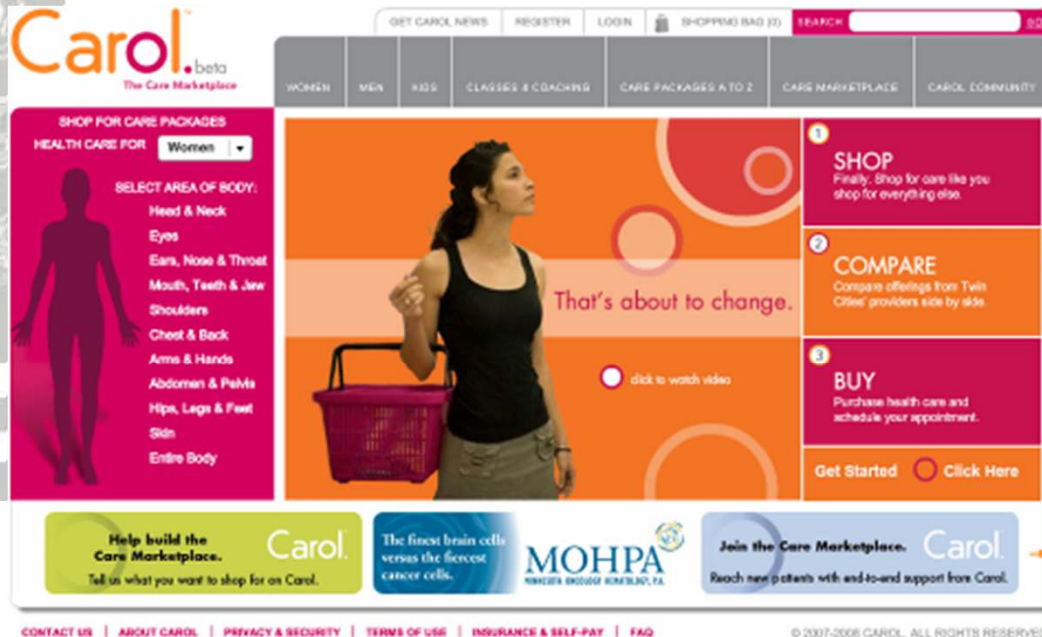 GET CAROL NEWS
REGISTER
LOGIN
SHOPPING BAG (0)
SEARCH
GO
Carol.beta
The Care Marketplace
WOMEN
MEN
KIDS
CLASSES & COACHING
CARE PACKAGES A TO Z
CARE MARKETPLACE
CAROL COMMUNITY
SHOP FOR CARE PACKAGES
HEALTH CARE FOR Women
SELECT AREA OF BODY:
Head & Neck
Eyes
Ears, Nose & Throat
Mouth, Teeth & Jaw
Shoulders
Chest & Back
Arms & Hands
Abdomen & Pelvis
Hips, Legs & Feet
Skin
Entire Body
That's about to change.
click to watch video
1
SHOP
Finally. Shop for care like you
shop for everything else.
2
COMPARE
Compare offerings from Twin
Cities' providers side by side.
3
BUY
Purchase health care and
schedule your appointment.
Get Started Click Here
Help build the
Care Marketplace.
Tell us what you want to shop for on Carol.
Carol.
The finest brain cells
versus the fiercest
cancer cells.
MOHPA
MINNESOTA ONCOLOGY HEMATOLOGY, P.A.
Join the Care Marketplace.
Carol.
Reach new patients with end-to-end support from Carol.
CONTACT US | ABOUT CAROL | PRIVACY & SECURITY | TERMS OF USE | INSURANCE & SELF-PAY | FAQ
© 2007-2008 CAROL. ALL RIGHTS RESERVED